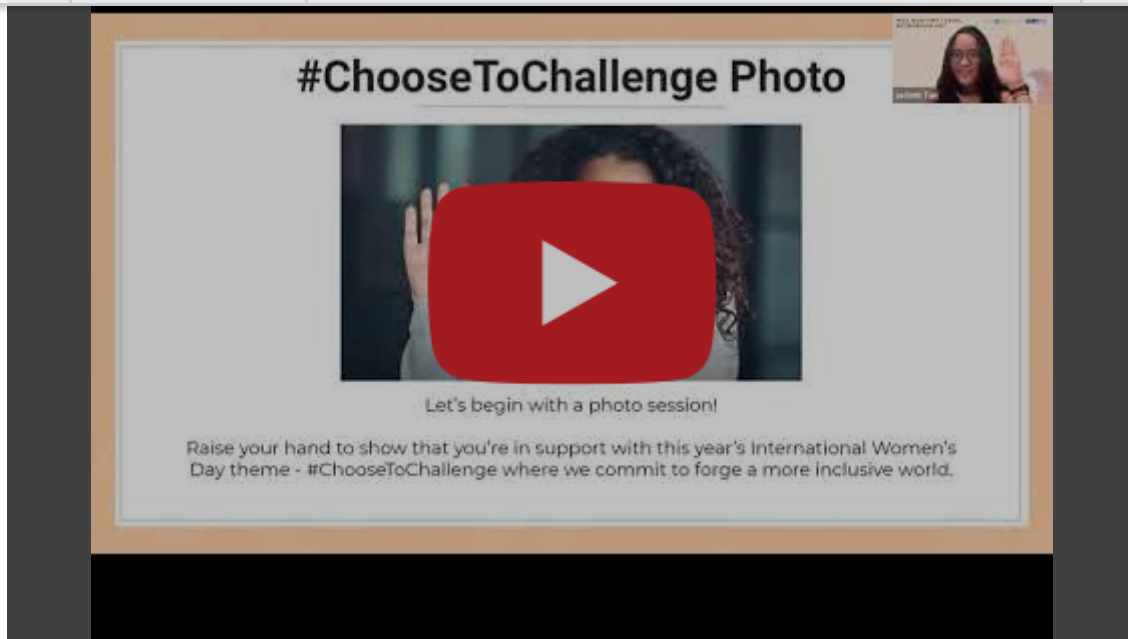 #ChooseToChallenge Photo
Let's begin with a photo session!
Raise your hand to show that you're in support with this year's International Women's
Day theme - #ChooseToChallenge where we commit to forge a more inclusive world.